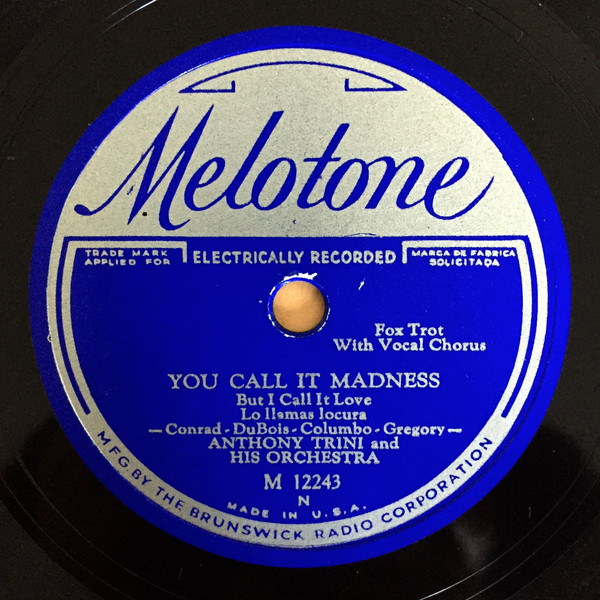 Melotone
TRADE MARK
APPLIED FOR
ELECTRICALLY RECORDED
MARCA DE FABRICA
SOLICITADA
Fox Trot
With Vocal Chorus
YOU CALL IT MADNESS
But I Call It Love
Lo llamas locura
— Conrad - DuBois - Columbo - Gregory —
ANTHONY TRINI and
HIS ORCHESTRA
M 12243
N
MADE IN U.S.A.
MFG. BY THE BRUNSWICK RADIO CORPORATION